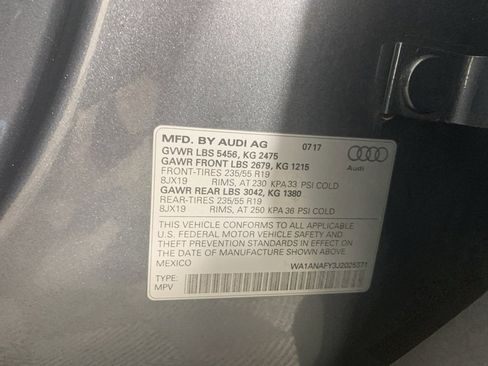 MFD. BY AUDI AG 07/17
GVWR LBS 5456, KG 2475
GAWR FRONT LBS 2679, KG 1215
FRONT-TIRES 235/55 R19
8JX19 RIMS, AT 230 KPA 33 PSI COLD
GAWR REAR LBS 3042, KG 1380
REAR-TIRES 235/55 R19
8JX19 RIMS, AT 250 KPA 36 PSI COLD
Audi
THIS VEHICLE CONFORMS TO ALL APPLICABLE
U.S. FEDERAL MOTOR VEHICLE SAFETY AND
THEFT PREVENTION STANDARDS IN EFFECT ON
THE DATE OF MANUFACTURE SHOWN ABOVE.
MEXICO WA1ANAFY3J2025371
TYPE:
MPV